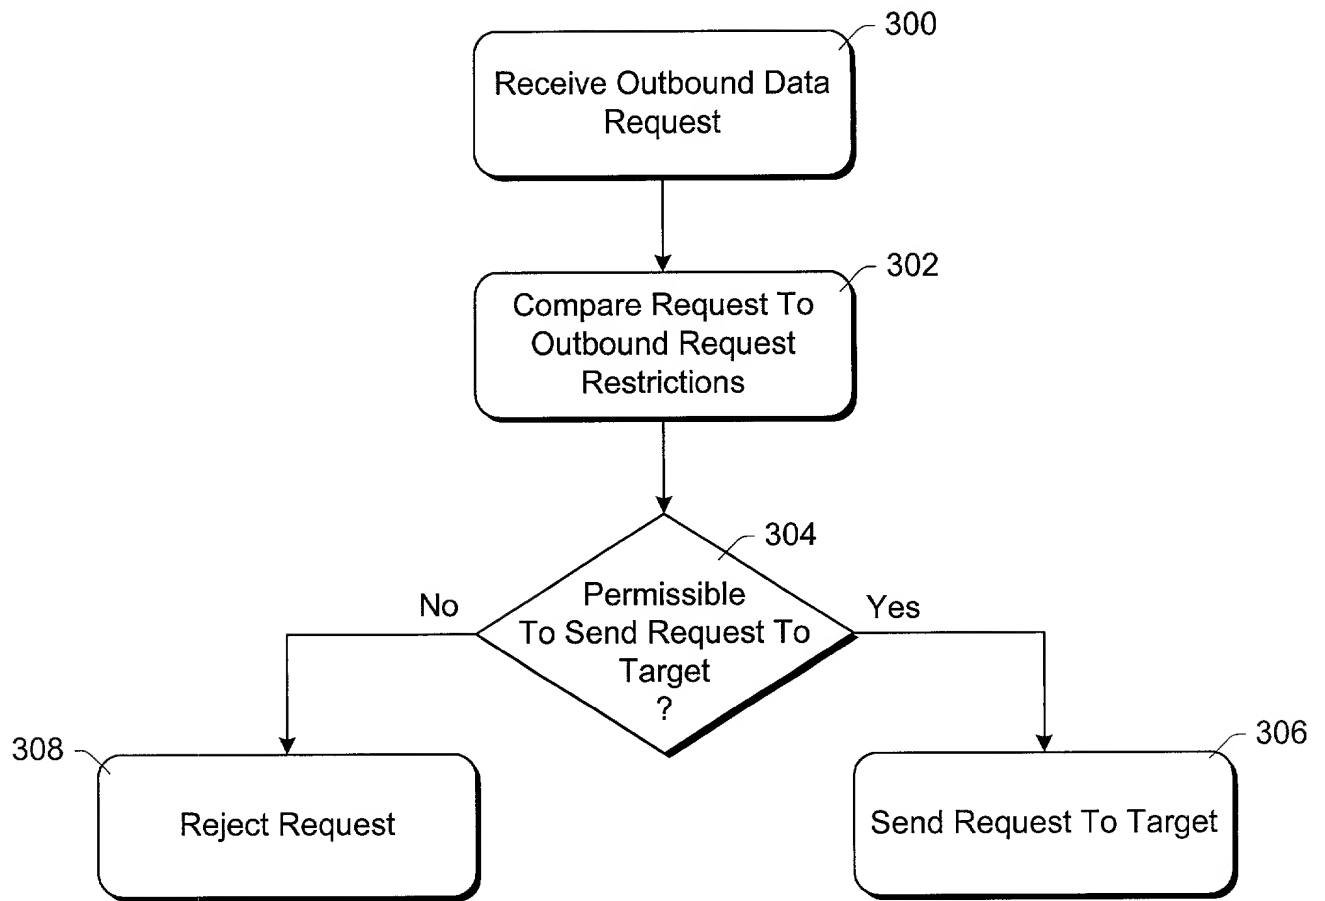 300
Receive Outbound Data
Request
302
Compare Request To
Outbound Request
Restrictions
304
No
Permissible
To Send Request To
Target
?
Yes
308
Reject Request
306
Send Request To Target